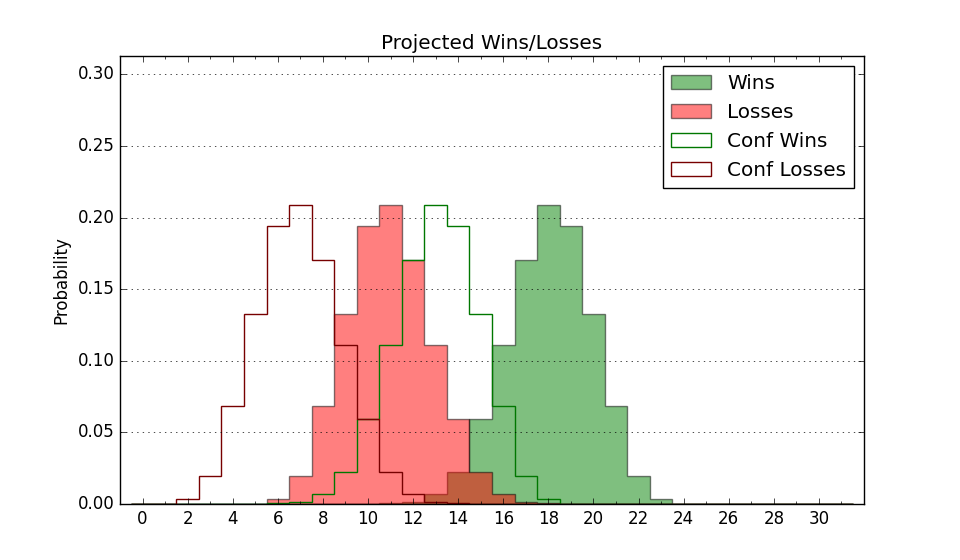 Projected Wins/Losses
0.30
0.25
0.20
0.15
0.10
0.05
0.00
Probability
Wins
Losses
Conf Wins
Conf Losses
0 2 4 6 8 10 12 14 16 18 20 22 24 26 28 30